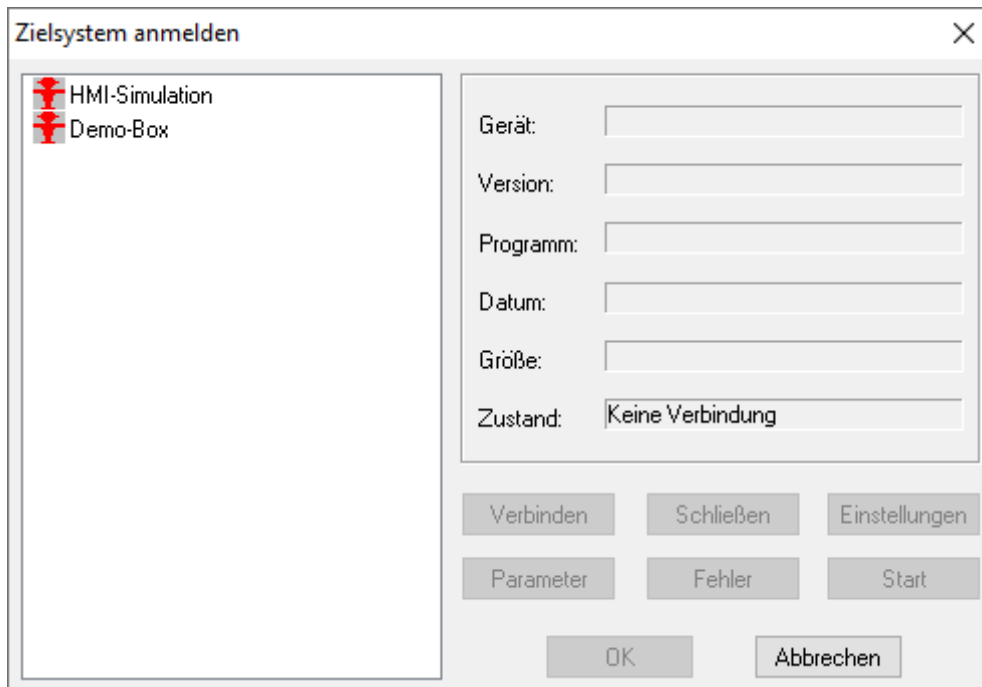 Zielsystem anmelden
HMI-Simulation
Demo-Box
Gerät:
Version:
Programm:
Datum:
Größe:
Zustand: Keine Verbindung
Verbinden Schließen Einstellungen
Parameter Fehler Start
OK Abbrechen